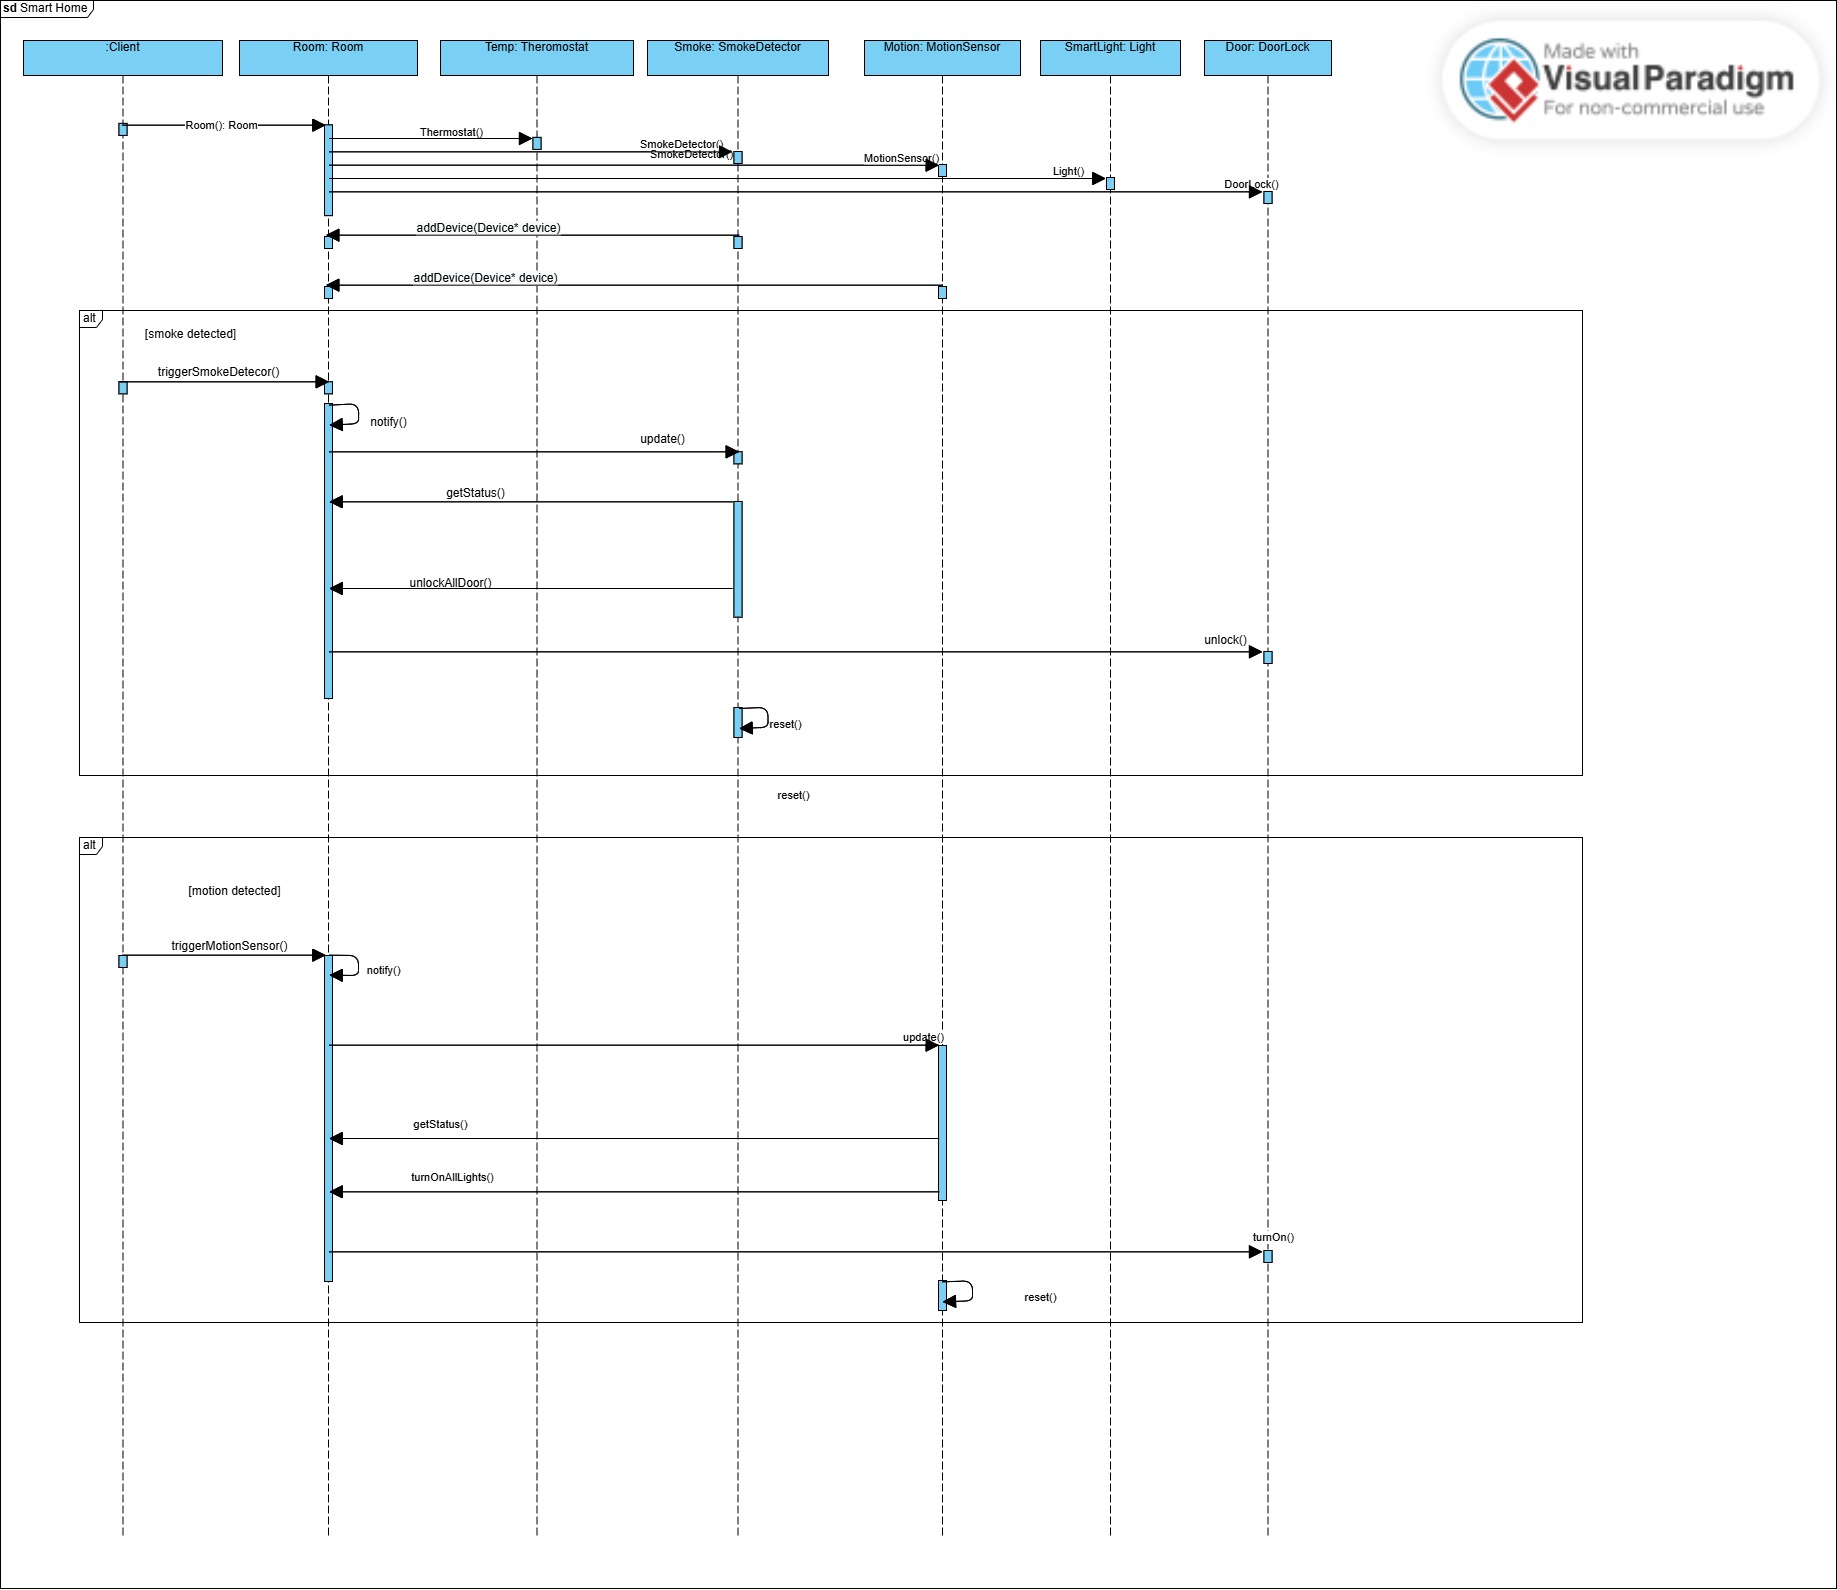 sd Smart Home
:Client
Room: Room
Temp: Theromostat
Smoke: SmokeDetector
Motion: MotionSensor
SmartLight: Light
Door: DoorLock
Made with
Visual Paradigm
For non-commercial use
Room(): Room
Thermostat()
SmokeDetector()
SmokeDetector()
MotionSensor()
Light()
DoorLock()
addDevice(Device* device)
addDevice(Device* device)
alt
[smoke detected]
triggerSmokeDetecor()
notify()
update()
getStatus()
unlockAllDoor()
unlock()
reset()
reset()
alt
[motion detected]
triggerMotionSensor()
notify()
update()
getStatus()
turnOnAllLights()
turnOn()
reset()